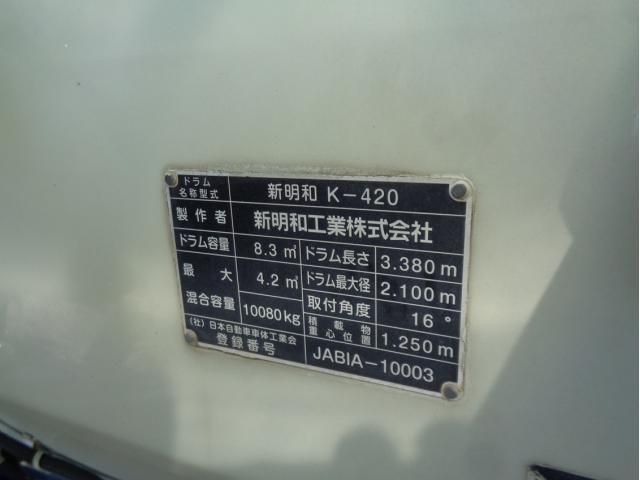 ドラム名称型式 新明和 K-420
製作者 新明和工業株式会社
ドラム容量 8.3 ㎥ ドラム長さ 3.380 m
最大混合容量 4.2 ㎥ ドラム最大径 2.100 m
10080kg 取付角度 16°
積載物重心位置 1.250 m
(社)日本自動車車体工業会
登録番号 JABIA-10003